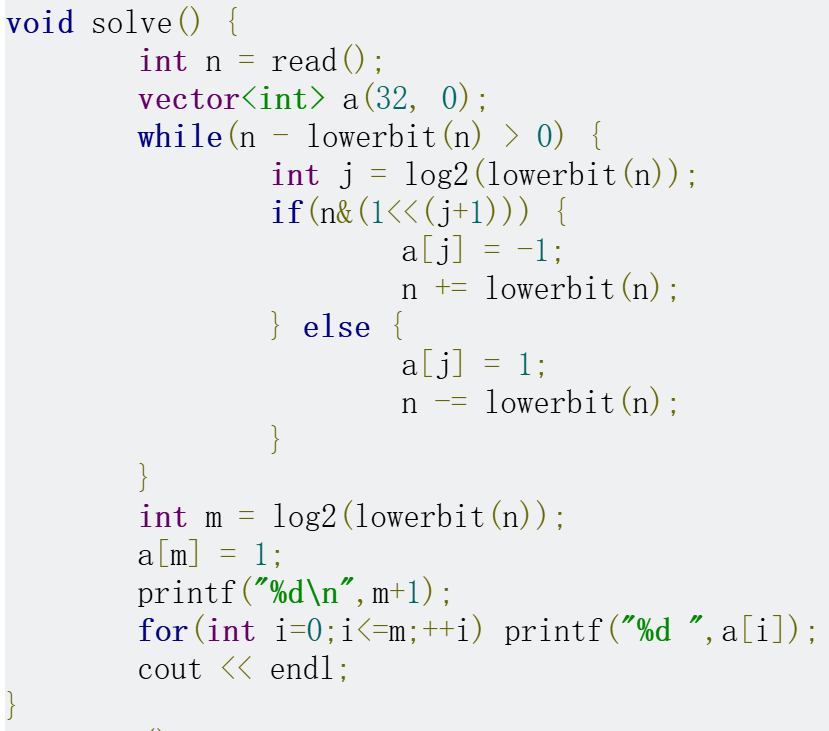 void solve() {
        int n = read();
        vector<int> a(32, 0);
        while(n - lowerbit(n) > 0) {
                int j = log2(lowerbit(n));
                if(n&(1<<(j+1))) {
                        a[j] = -1;
                        n += lowerbit(n);
                } else {
                        a[j] = 1;
                        n -= lowerbit(n);
                }
        }
        int m = log2(lowerbit(n));
        a[m] = 1;
        printf("%d\n",m+1);
        for(int i=0;i<=m;++i) printf("%d ",a[i]);
        cout << endl;
}